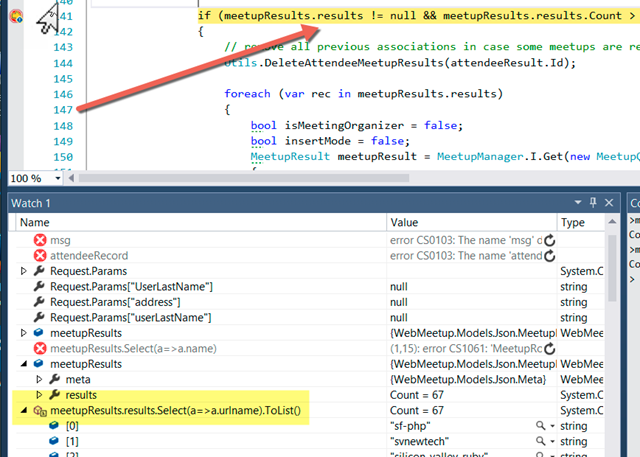 140
141 if (meetupResults.results != null && meetupResults.results.Count >
142 {
143 // remove all previous associations in case some meetups are re
144 Utils.DeleteAttendeeMeetupResults(attendeeResult.Id);
145
146 foreach (var rec in meetupResults.results)
147 {
148 bool isMeetingOrganizer = false;
149 bool insertMode = false;
150 MeetupResult meetupResult = MeetupManager.I.Get(new MeetupQ
100 %
Watch 1
Name Value Type
msg error CS0103: The name 'msg' d
attendeeRecord error CS0103: The name 'attend
Request.Params System.C
Request.Params["UserLastName"] null string
Request.Params["address"] null string
Request.Params["userLastName"] null string
meetupResults {WebMeetup.Models.Json.Meetup WebMee
meetupResults.Select(a=>a.name) (1,15): error CS1061: 'MeetupRo
meetupResults {WebMeetup.Models.Json.Meetup WebMee
meta {WebMeetup.Models.Json.Meta} WebMee
results Count = 67 System.C
meetupResults.results.Select(a=>a.urlname).ToList() Count = 67 System.C
[0] "sf-php" string
[1] "svnewtech" string
[2] "silicon-valley-ruby" string
Co
>m
Co
>m
Co
>